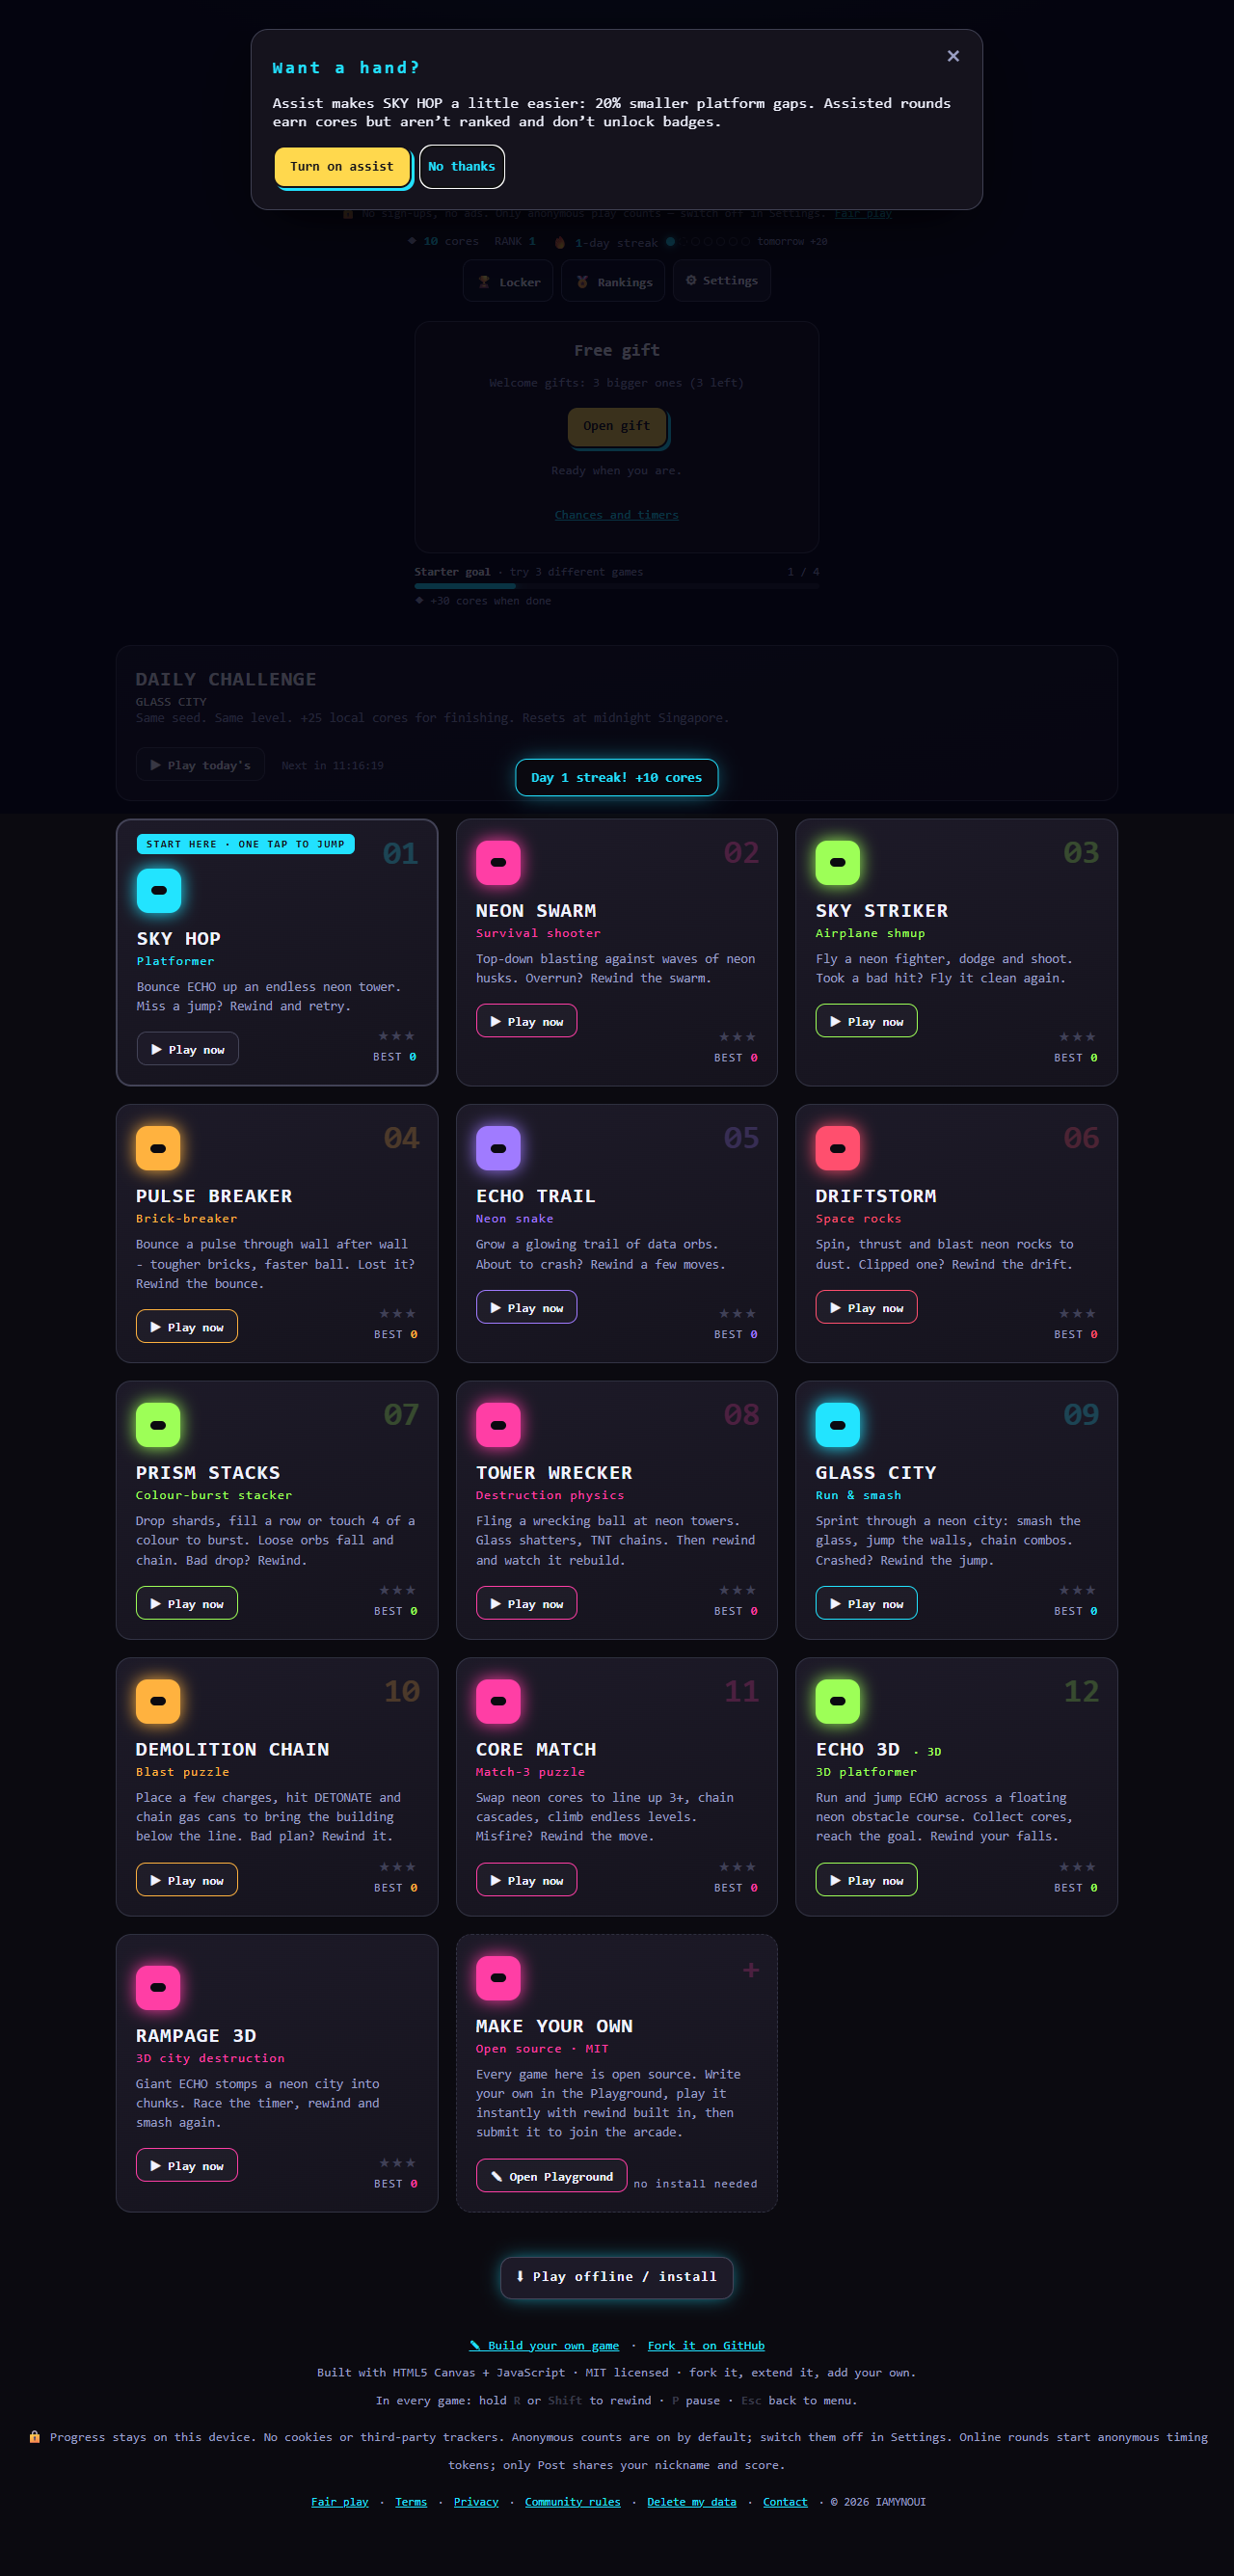 Want a hand?
×
Assist makes SKY HOP a little easier: 20% smaller platform gaps. Assisted rounds
earn cores but aren’t ranked and don’t unlock badges.
Turn on assist No thanks
No sign-ups, no ads. Only anonymous play counts — switch off in Settings. Fair play
10 cores RANK 1 1-day streak tomorrow +20
Locker Rankings Settings
Free gift
Welcome gifts: 3 bigger ones (3 left)
Open gift
Ready when you are.
Chances and timers
Starter goal · try 3 different games 1 / 4
+30 cores when done
DAILY CHALLENGE
GLASS CITY
Same seed. Same level. +25 local cores for finishing. Resets at midnight Singapore.
▶ Play today's Next in 11:16:19
Day 1 streak! +10 cores
START HERE · ONE TAP TO JUMP 01
SKY HOP
Platformer
Bounce ECHO up an endless neon tower.
Miss a jump? Rewind and retry.
▶ Play now
★★★
BEST 0
02
NEON SWARM
Survival shooter
Top-down blasting against waves of neon
husks. Overrun? Rewind the swarm.
▶ Play now
★★★
BEST 0
03
SKY STRIKER
Airplane shmup
Fly a neon fighter, dodge and shoot.
Took a bad hit? Fly it clean again.
▶ Play now
★★★
BEST 0
04
PULSE BREAKER
Brick-breaker
Bounce a pulse through wall after wall
- tougher bricks, faster ball. Lost it?
Rewind the bounce.
▶ Play now
★★★
BEST 0
05
ECHO TRAIL
Neon snake
Grow a glowing trail of data orbs.
About to crash? Rewind a few moves.
▶ Play now
★★★
BEST 0
06
DRIFTSTORM
Space rocks
Spin, thrust and blast neon rocks to
dust. Clipped one? Rewind the drift.
▶ Play now
★★★
BEST 0
07
PRISM STACKS
Colour-burst stacker
Drop shards, fill a row or touch 4 of a
colour to burst. Loose orbs fall and
chain. Bad drop? Rewind.
▶ Play now
★★★
BEST 0
08
TOWER WRECKER
Destruction physics
Fling a wrecking ball at neon towers.
Glass shatters, TNT chains. Then rewind
and watch it rebuild.
▶ Play now
★★★
BEST 0
09
GLASS CITY
Run & smash
Sprint through a neon city: smash the
glass, jump the walls, chain combos.
Crashed? Rewind the jump.
▶ Play now
★★★
BEST 0
10
DEMOLITION CHAIN
Blast puzzle
Place a few charges, hit DETONATE and
chain gas cans to bring the building
below the line. Bad plan? Rewind it.
▶ Play now
★★★
BEST 0
11
CORE MATCH
Match-3 puzzle
Swap neon cores to line up 3+, chain
cascades, climb endless levels.
Misfire? Rewind the move.
▶ Play now
★★★
BEST 0
12
ECHO 3D · 3D
3D platformer
Run and jump ECHO across a floating
neon obstacle course. Collect cores,
reach the goal. Rewind your falls.
▶ Play now
★★★
BEST 0
RAMPAGE 3D
3D city destruction
Giant ECHO stomps a neon city into
chunks. Race the timer, rewind and
smash again.
▶ Play now
★★★
BEST 0
+
MAKE YOUR OWN
Open source · MIT
Every game here is open source. Write
your own in the Playground, play it
instantly with rewind built in, then
submit it to join the arcade.
Open Playground no install needed
⬇ Play offline / install
Build your own game · Fork it on GitHub
Built with HTML5 Canvas + JavaScript · MIT licensed · fork it, extend it, add your own.
In every game: hold R or Shift to rewind · P pause · Esc back to menu.
Progress stays on this device. No cookies or third-party trackers. Anonymous counts are on by default; switch them off in Settings. Online rounds start anonymous timing
tokens; only Post shares your nickname and score.
Fair play · Terms · Privacy · Community rules · Delete my data · Contact · © 2026 IAMYNOUI